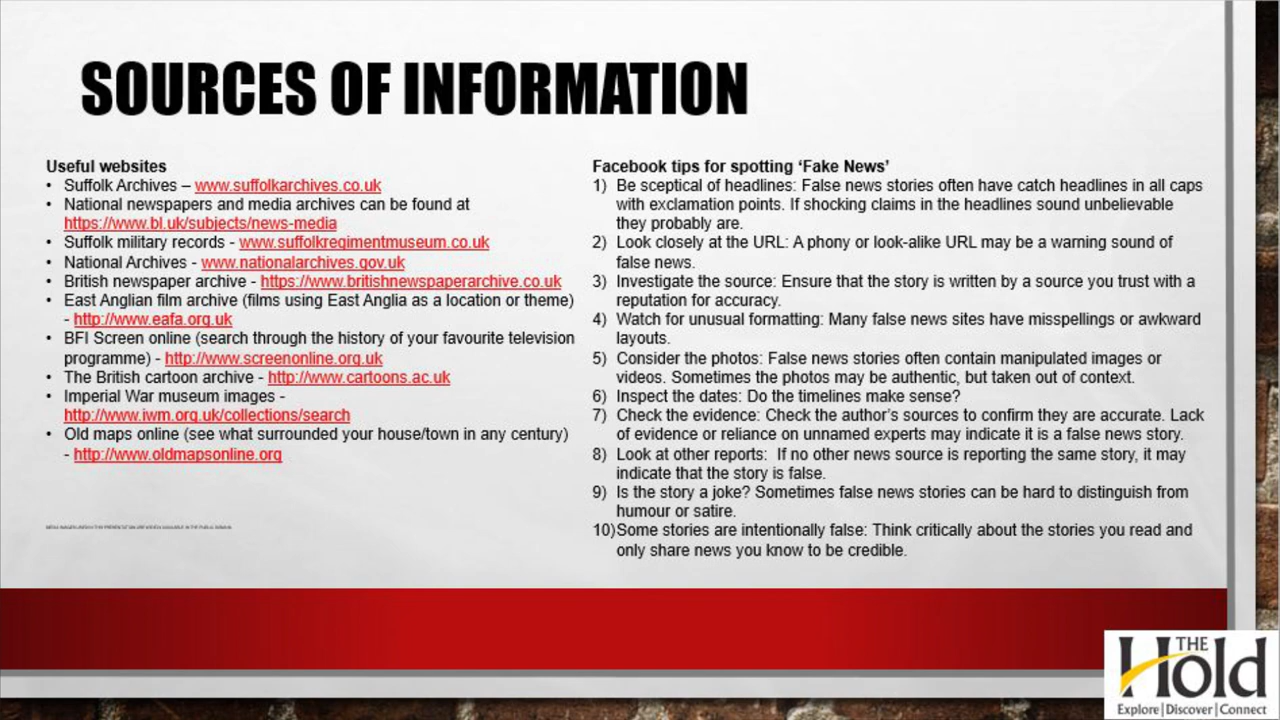 SOURCES OF INFORMATION
Useful websites
• Suffolk Archives – www.suffolkarchives.co.uk
• National newspapers and media archives can be found at
https://www.bl.uk/subjects/news-media
• Suffolk military records - www.suffolkregimentmuseum.co.uk
• National Archives - www.nationalarchives.gov.uk
• British newspaper archive - https://www.britishnewspaperarchive.co.uk
• East Anglian film archive (films using East Anglia as a location or theme)
- http://www.eafa.org.uk
• BFI Screen online (search through the history of your favourite television
programme) - http://www.screenonline.org.uk
• The British cartoon archive - http://www.cartoons.ac.uk
• Imperial War museum images -
http://www.iwm.org.uk/collections/search
• Old maps online (see what surrounded your house/town in any century)
- http://www.oldmapsonline.org
Facebook tips for spotting ‘Fake News’
1) Be sceptical of headlines: False news stories often have catch headlines in all caps
with exclamation points. If shocking claims in the headlines sound unbelievable
they probably are.
2) Look closely at the URL: A phony or look-alike URL may be a warning sound of
false news.
3) Investigate the source: Ensure that the story is written by a source you trust with a
reputation for accuracy.
4) Watch for unusual formatting: Many false news sites have misspellings or awkward
layouts.
5) Consider the photos: False news stories often contain manipulated images or
videos. Sometimes the photos may be authentic, but taken out of context.
6) Inspect the dates: Do the timelines make sense?
7) Check the evidence: Check the author’s sources to confirm they are accurate. Lack
of evidence or reliance on unnamed experts may indicate it is a false news story.
8) Look at other reports: If no other news source is reporting the same story, it may
indicate that the story is false.
9) Is the story a joke? Sometimes false news stories can be hard to distinguish from
humour or satire.
10)Some stories are intentionally false: Think critically about the stories you read and
only share news you know to be credible.
THE
Hold
Explore|Discover|Connect